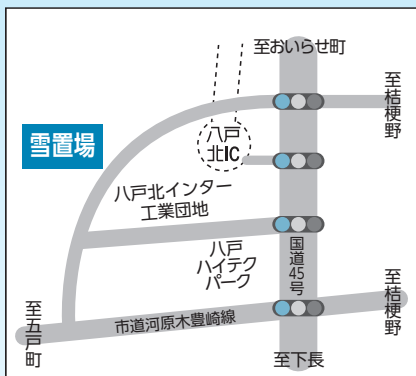 至おいらせ町
至桔梗野
八戸
北IC
雪置場
八戸北インター
工業団地
八戸
ハイテク
パーク
国道45号
至桔梗野
市道河原木豊崎線
至五戸町
至下長